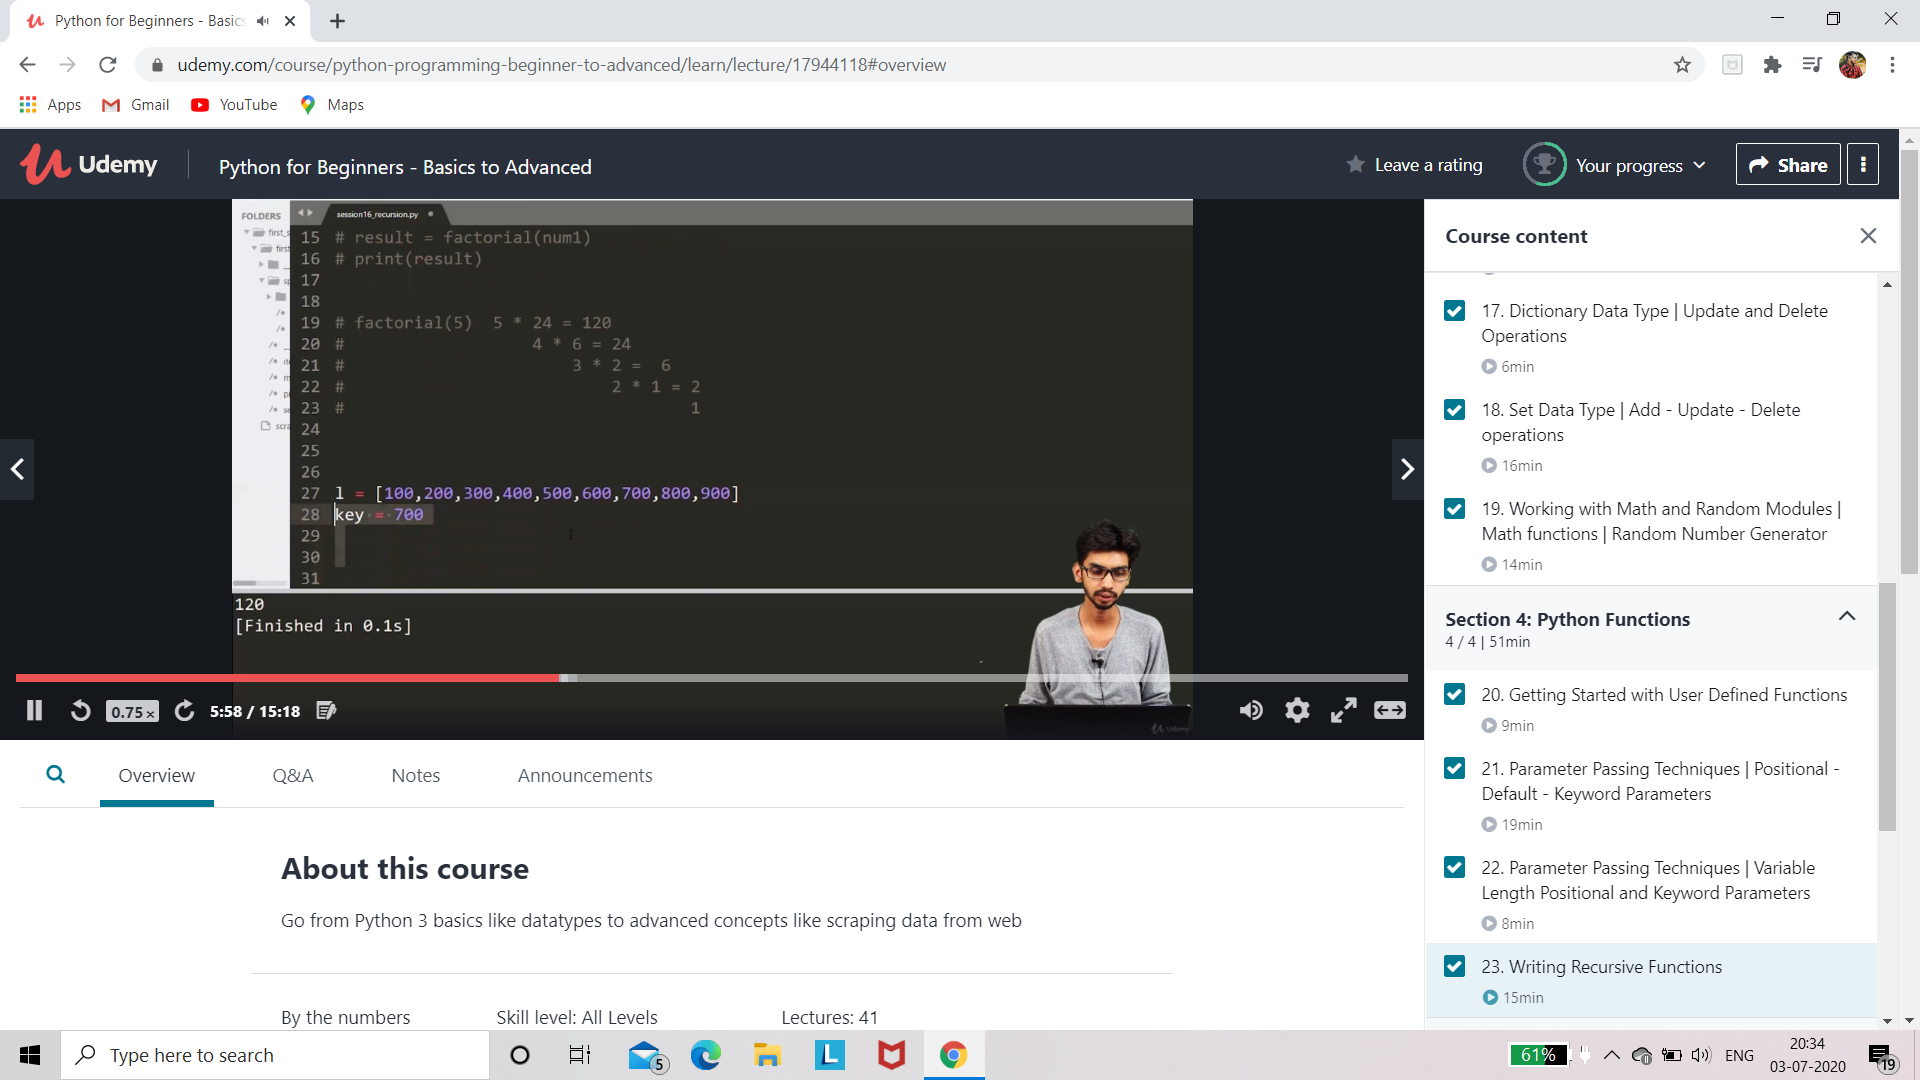 Python for Beginners - Basics
udemy.com/course/python-programming-beginner-to-advanced/learn/lecture/17944118#overview
Apps Gmail YouTube Maps
Udemy Python for Beginners - Basics to Advanced Leave a rating Your progress Share
FOLDERS session16_recursion.py
15 # result = factorial(num1)
16 # print(result)
17
18
19 # factorial(5) 5 * 24 = 120
20 # 4 * 6 = 24
21 # 3 * 2 = 6
22 # 2 * 1 = 2
23 # 1
24
25
26
27 l = [100,200,300,400,500,600,700,800,900]
28 key = 700
29
30
31
120
[Finished in 0.1s]
Udemy
0.75x 5:58 / 15:18
Course content
17. Dictionary Data Type | Update and Delete
Operations
6min
18. Set Data Type | Add - Update - Delete
operations
16min
19. Working with Math and Random Modules |
Math functions | Random Number Generator
14min
Section 4: Python Functions
4 / 4 | 51min
20. Getting Started with User Defined Functions
9min
21. Parameter Passing Techniques | Positional -
Default - Keyword Parameters
19min
22. Parameter Passing Techniques | Variable
Length Positional and Keyword Parameters
8min
23. Writing Recursive Functions
15min
Overview Q&A Notes Announcements
About this course
Go from Python 3 basics like datatypes to advanced concepts like scraping data from web
By the numbers Skill level: All Levels Lectures: 41
Type here to search
5
L
61%
ENG
20:34
03-07-2020
19